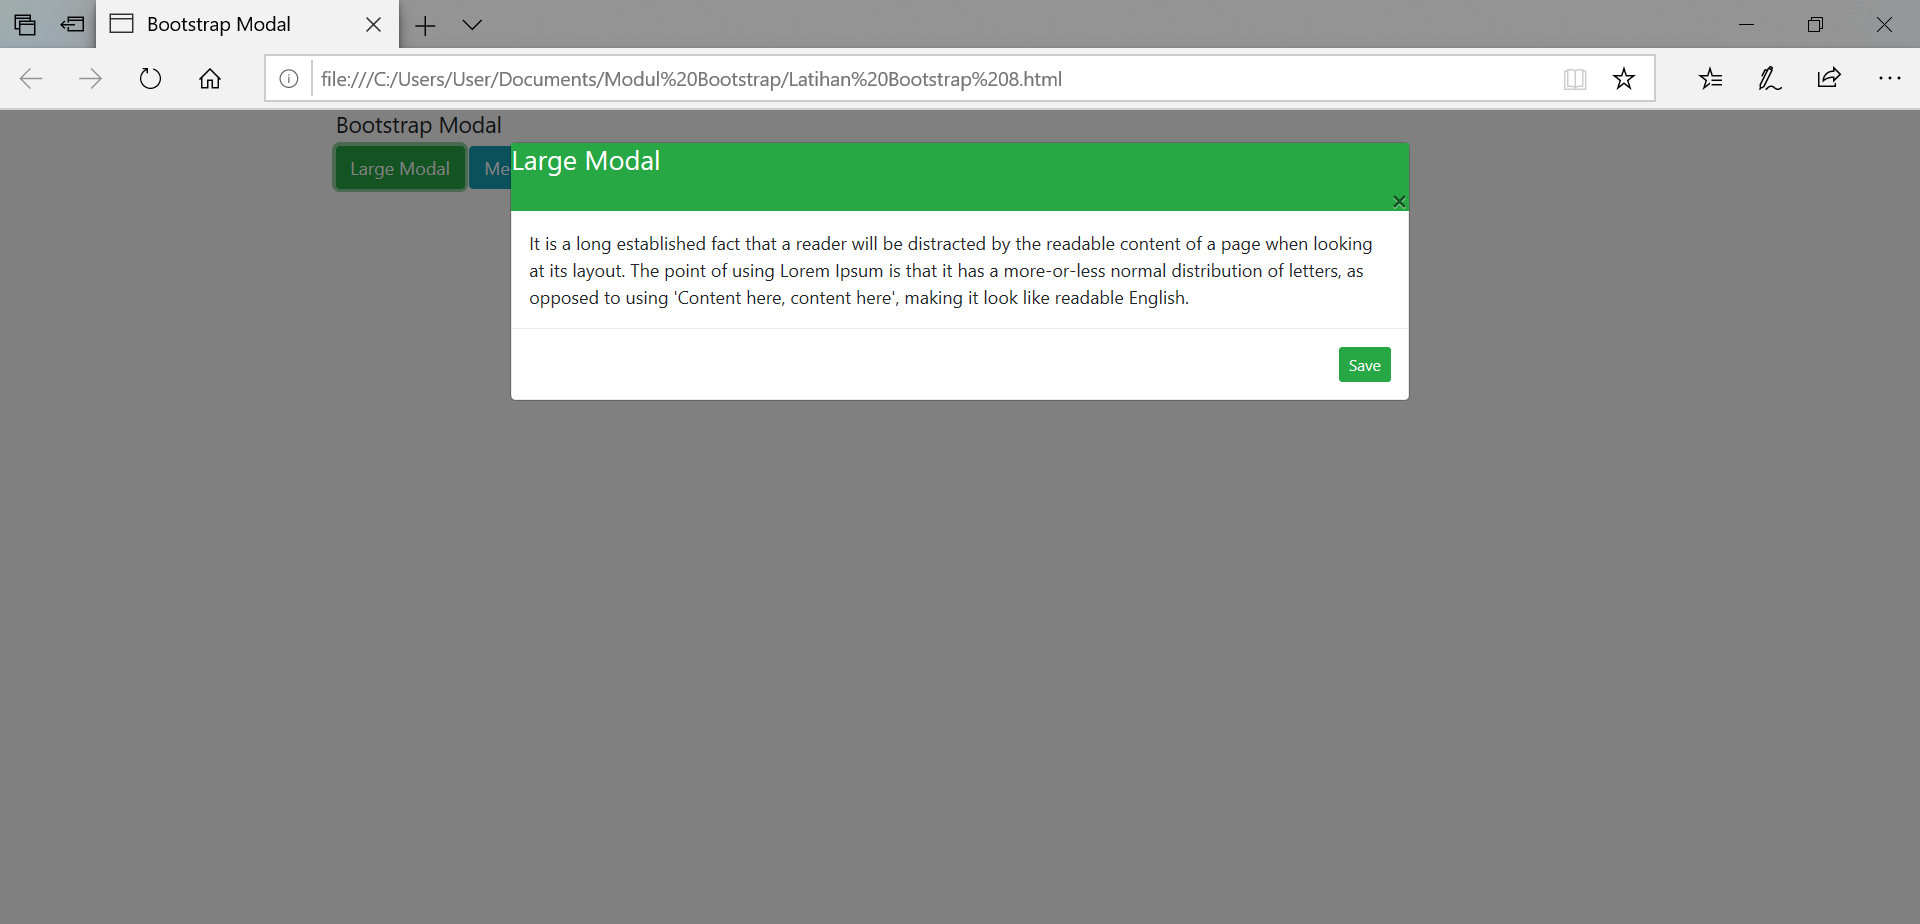 Bootstrap Modal
file:///C:/Users/User/Documents/Modul%20Bootstrap/Latihan%20Bootstrap%208.html
Bootstrap Modal
Large Modal
Me
Large Modal
×
It is a long established fact that a reader will be distracted by the readable content of a page when looking
at its layout. The point of using Lorem Ipsum is that it has a more-or-less normal distribution of letters, as
opposed to using 'Content here, content here', making it look like readable English.
Save